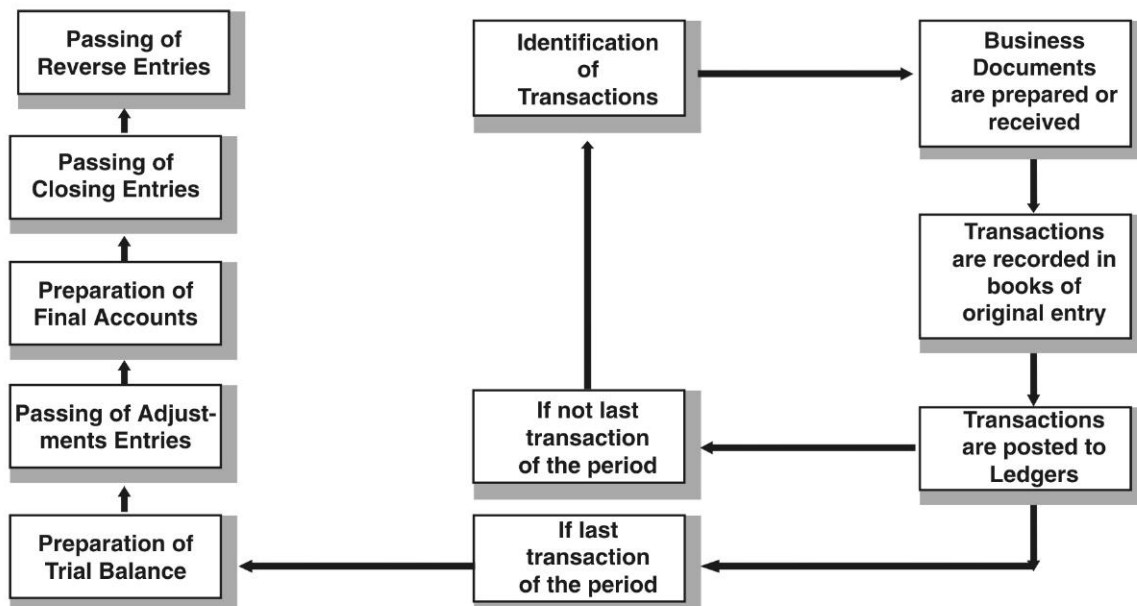 Passing of
Reverse Entries
Passing of
Closing Entries
Preparation of
Final Accounts
Passing of Adjust-
ments Entries
Preparation of
Trial Balance
Identification
of
Transactions
If not last
transaction
of the period
If last
transaction
of the period
Business
Documents
are prepared or
received
Transactions
are recorded in
books of
original entry
Transactions
are posted to
Ledgers